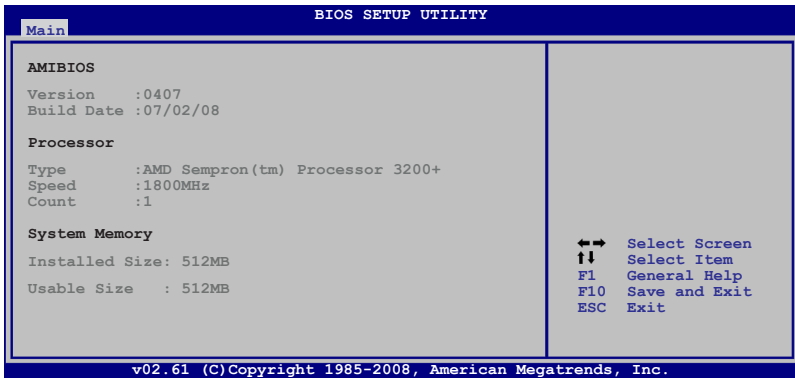 BIOS SETUP UTILITY
Main
AMIBIOS
Version :0407
Build Date :07/02/08
Processor
Type :AMD Sempron(tm) Processor 3200+
Speed :1800MHz
Count :1
System Memory
Installed Size: 512MB
Usable Size : 512MB
←→ Select Screen
↑↓ Select Item
F1 General Help
F10 Save and Exit
ESC Exit
v02.61 (C)Copyright 1985-2008, American Megatrends, Inc.